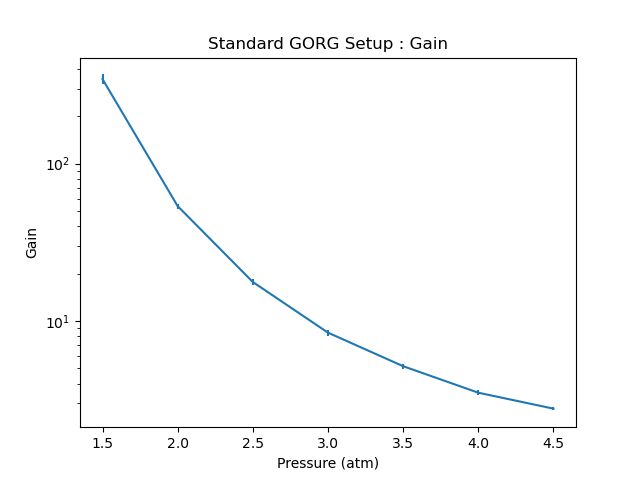 Standard GORG Setup : Gain
10²
10¹
Gain
1.5 2.0 2.5 3.0 3.5 4.0 4.5
Pressure (atm)